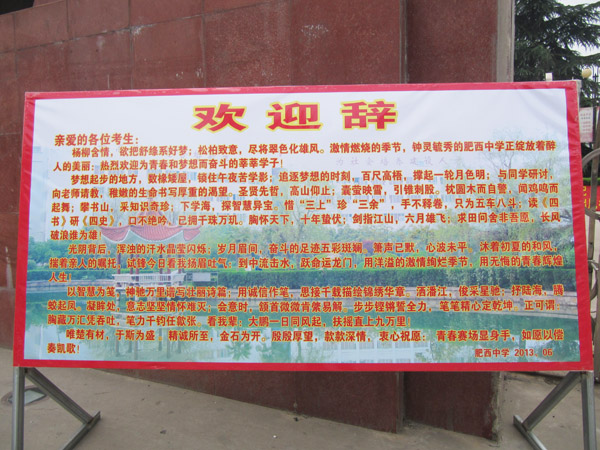 欢迎辞
亲爱的各位考生：
杨柳含情，欲把舒缘系好梦；松柏致意，尽将翠色化雄风。激情燃烧的季节，钟灵毓秀的肥西中学正绽放着醉
人的美丽：热烈欢迎为青春和梦想而奋斗的莘莘学子！
梦想起步的地方，数椽矮屋，锁住午夜苦学影；追逐梦想的时刻，百尺高梧，撑起一轮月色明；与同学研讨，
向老师请教，稚嫩的生命书写厚重的渴望。圣贤先哲，高山仰止；囊萤映雪，引锥刺股。枕圆木而自警，闻鸡鸣而
起舞；攀书山，采知识奇珍；下学海，探智慧异宝。惜“三上”珍“三余”，手不释卷，只为五车八斗；读《四
书》研《四史》，口不绝吟，已拥千珠万玑。胸怀天下，十年蛰伏；剑指江山，六月雄飞；求田问舍非吾愿，长风
破浪谁为雄！
光阴背后，浑浊的汗水晶莹闪烁；岁月眉间，奋斗的足迹五彩斑斓。箫声已默，心波未平。沐着初夏的和风，
揣着亲人的嘱托，试锋今日看我扬眉吐气；到中流击水，跃命运龙门，用洋溢的激情绚烂季节，用无悔的青春辉煌
人生！
以智慧为笔，神驰万里谱写壮丽诗篇；用诚信作笔，思接千载描绘锦绣华章。洒潘江，俊采星驰，抒陆海，腾
蛟起凤。凝眸处，意志坚坚情怀难灭，会意时，颔首微微肯綮易解。步步铿锵誓全力，笔笔精心定乾坤。正可谓：
胸藏万汇凭吞吐，笔力千钧任歙张。看我辈：大鹏一日同风起，扶摇直上九万里！
唯楚有材，于斯为盛。精诚所至，金石为开。殷殷厚望，款款深情，衷心祝愿：青春赛场显身手，如愿以偿
奏凯歌！
肥西中学 2013.06